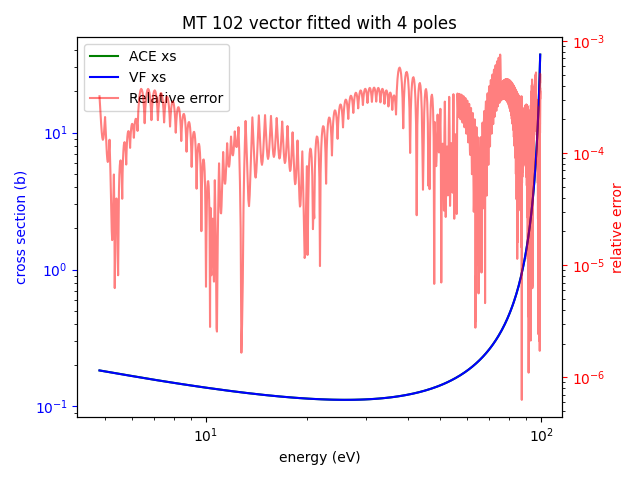 MT 102 vector fitted with 4 poles
ACE xs
VF xs
Relative error
cross section (b)
10¹
10⁰
10⁻¹
10⁻³
10⁻⁴
10⁻⁵
10⁻⁶
relative error
10¹
10²
energy (eV)